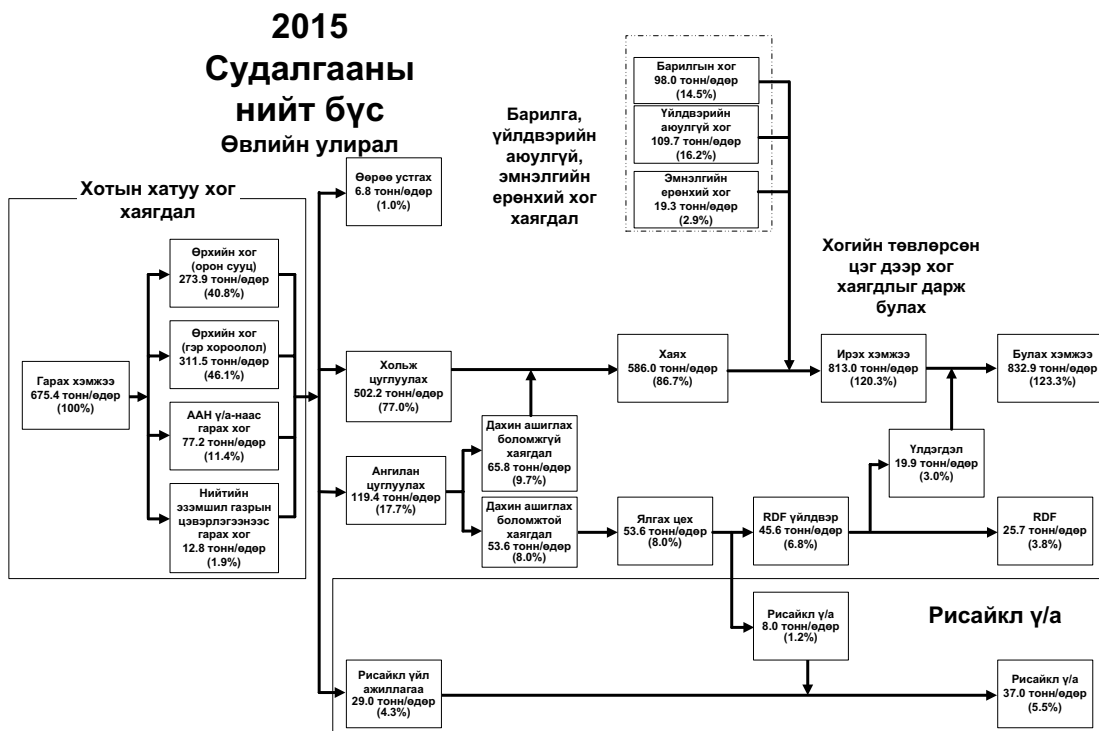 2015
Судалгааны
нийт бүс
Өвлийн улирал
Хотын хатуу хог
хаягдал
Гарах хэмжээ
675.4 тонн/өдөр
(100%)
Өрхийн хог
(орон сууц)
273.9 тонн/өдөр
(40.8%)
Өрхийн хог
(гэр хороолол)
311.5 тонн/өдөр
(46.1%)
ААН ү/а-наас
гарах хог
77.2 тонн/өдөр
(11.4%)
Нийтийн
эзэмшил газрын
цэвэрлэгээнээс
гарах хог
12.8 тонн/өдөр
(1.9%)
Өөрөө устгах
6.8 тонн/өдөр
(1.0%)
Хольж
цуглуулах
502.2 тонн/өдөр
(77.0%)
Ангилан
цуглуулах
119.4 тонн/өдөр
(17.7%)
Дахин ашиглах
боломжгүй
хаягдал
65.8 тонн/өдөр
(9.7%)
Дахин ашиглах
боломжтой
хаягдал
53.6 тонн/өдөр
(8.0%)
Барилга,
үйлдвэрийн
аюулгүй,
эмнэлгийн
ерөнхий хог
хаягдал
Барилгын хог
98.0 тонн/өдөр
(14.5%)
Үйлдвэрийн
аюулгүй хог
109.7 тонн/өдөр
(16.2%)
Эмнэлгийн
ерөнхий хог
19.3 тонн/өдөр
(2.9%)
Хаях
586.0 тонн/өдөр
(86.7%)
Ялгах цех
53.6 тонн/өдөр
(8.0%)
Хогийн төвлөрсөн
цэг дээр хог
хаягдлыг дарж
булах
Ирэх хэмжээ
813.0 тонн/өдөр
(120.3%)
Булах хэмжээ
832.9 тонн/өдөр
(123.3%)
Үлдэгдэл
19.9 тонн/өдөр
(3.0%)
RDF үйлдвэр
45.6 тонн/өдөр
(6.8%)
RDF
25.7 тонн/өдөр
(3.8%)
Рисайкл ү/а
Рисайкл ү/а
8.0 тонн/өдөр
(1.2%)
Рисайкл үйл
ажиллагаа
29.0 тонн/өдөр
(4.3%)
Рисайкл ү/а
37.0 тонн/өдөр
(5.5%)